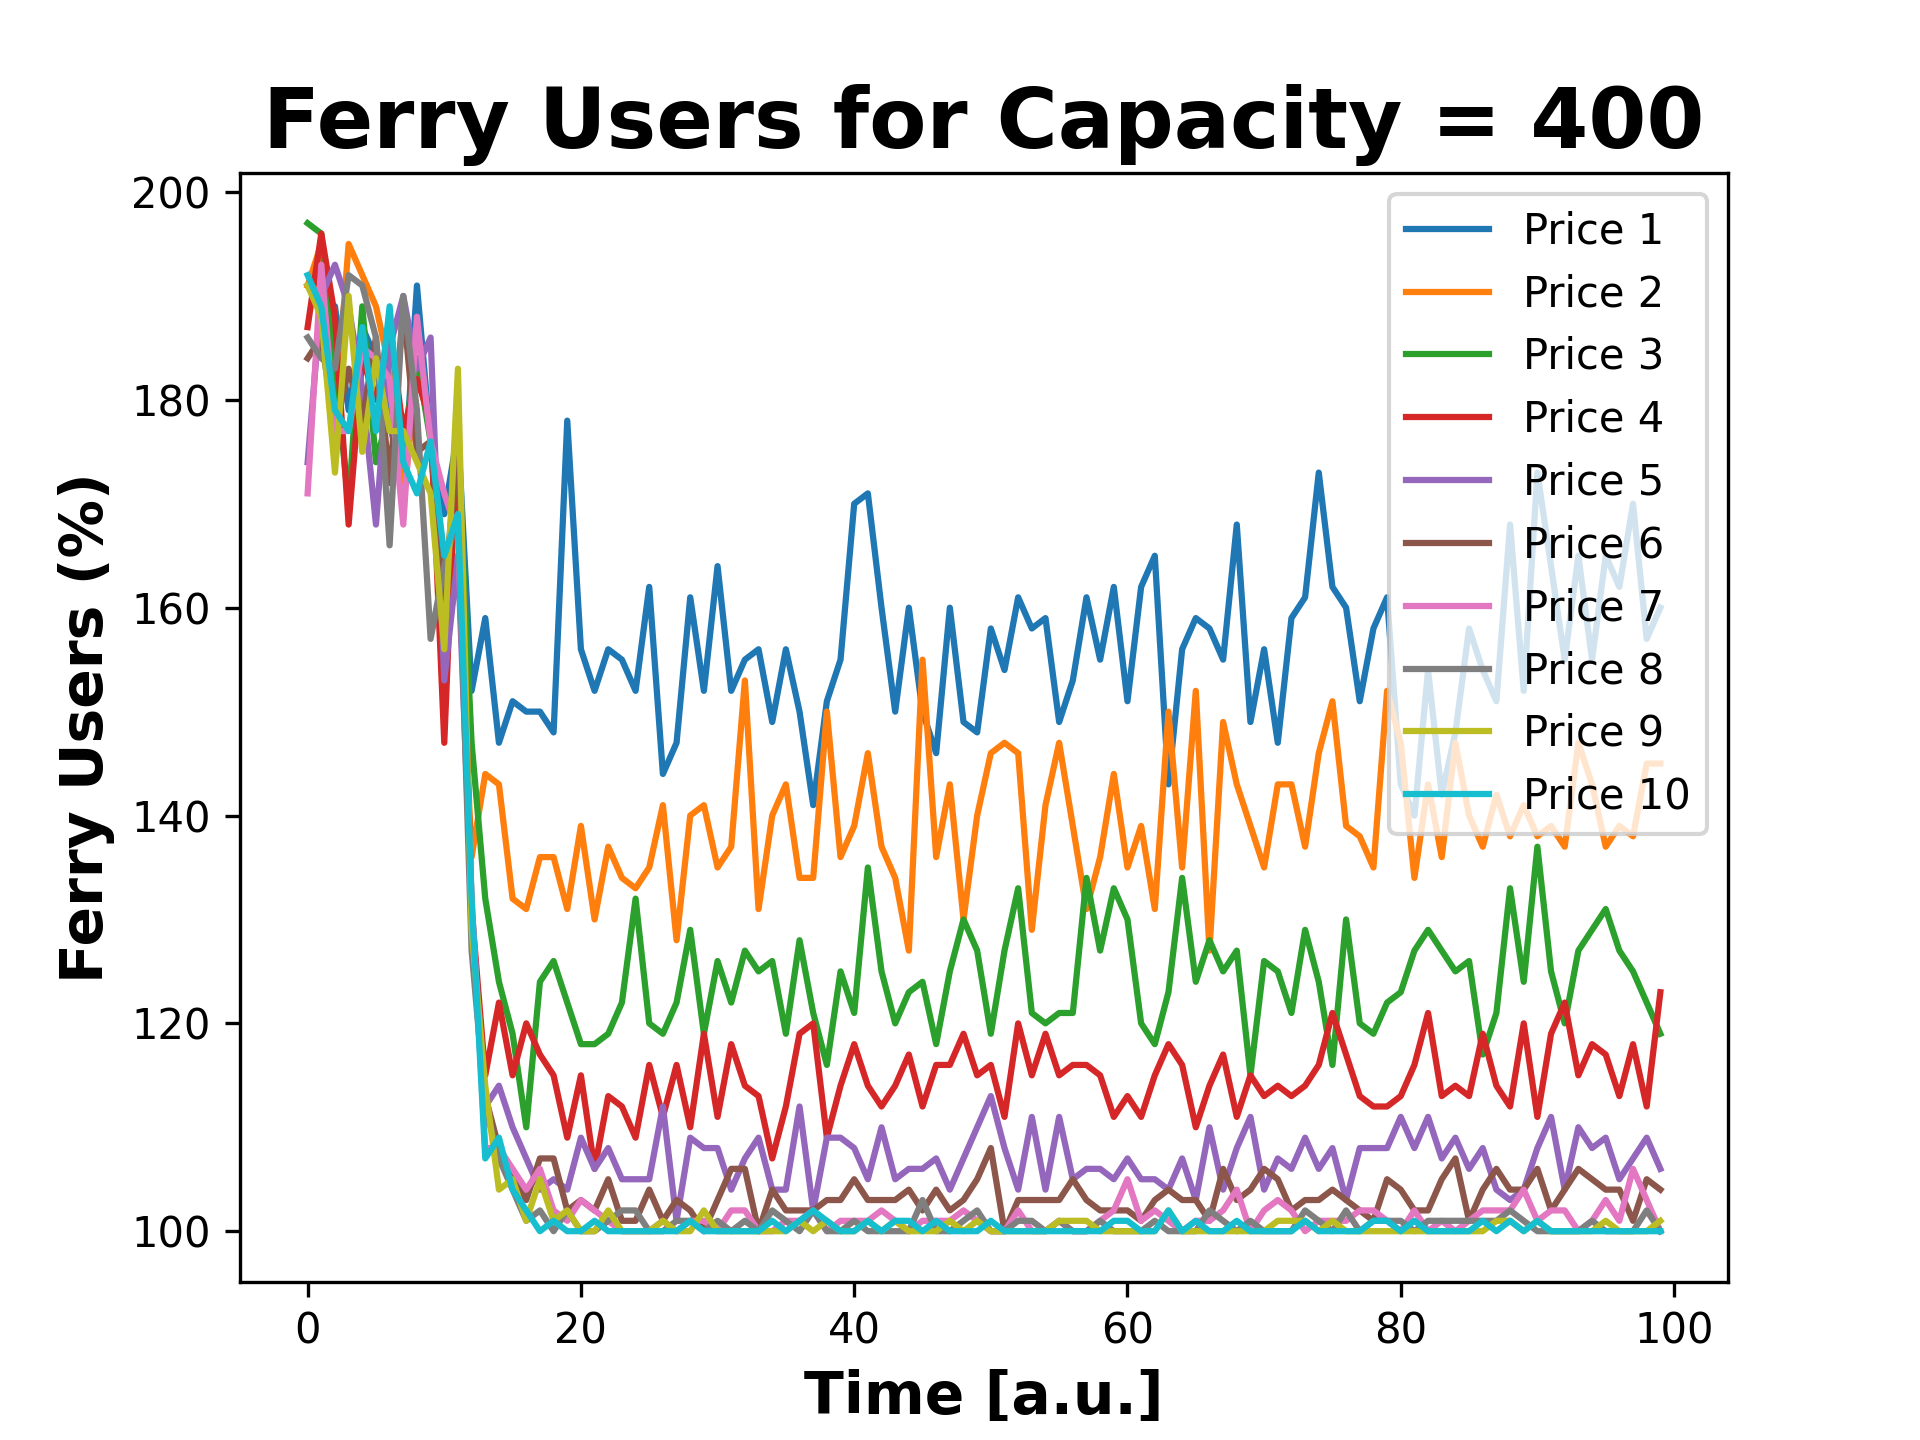 Ferry Users for Capacity = 400
Ferry Users (%)
200
180
160
140
120
100
0 20 40 60 80 100
Time [a.u.]
Price 1
Price 2
Price 3
Price 4
Price 5
Price 6
Price 7
Price 8
Price 9
Price 10